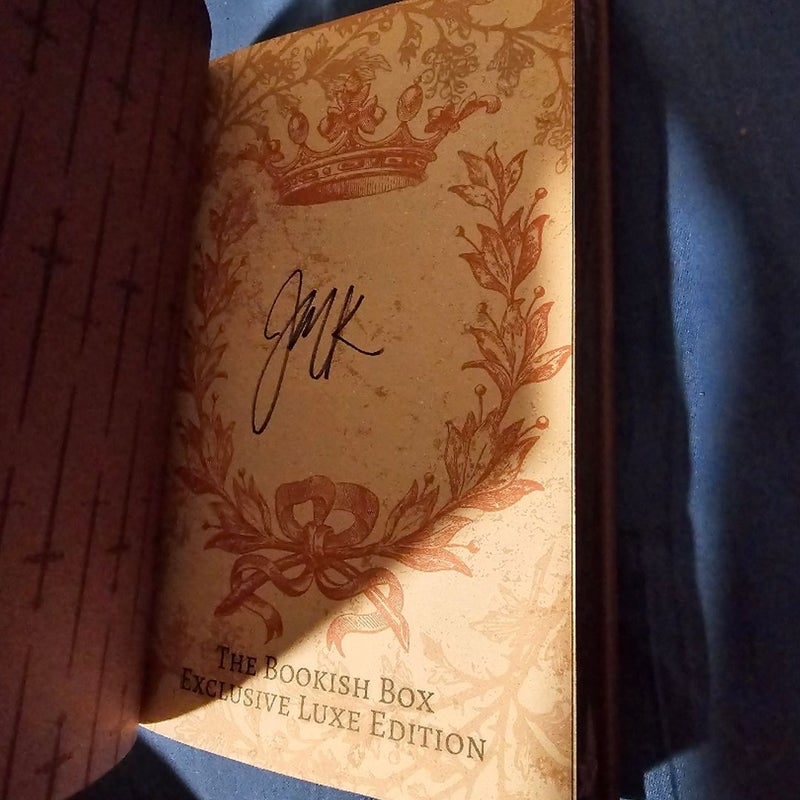 JMK
The Bookish Box
Exclusive Luxe Edition